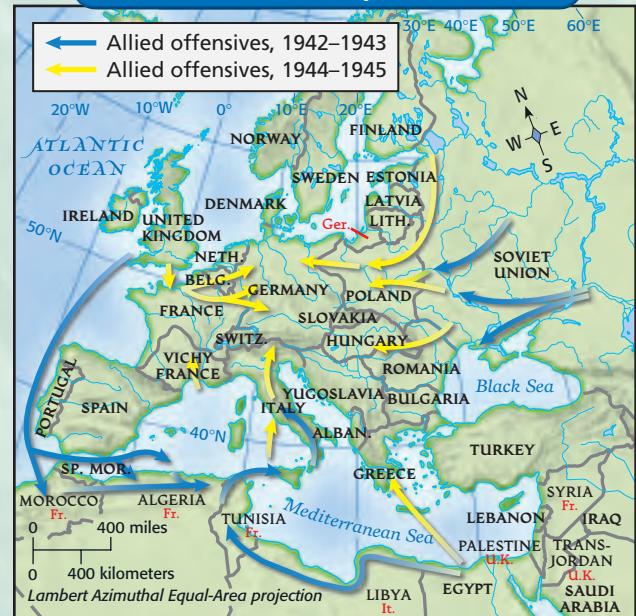 Allied offensives, 1942–1943
Allied offensives, 1944–1945
20°W
10°W
0°
10°E
20°E
30°E
40°E
50°E
60°E
50°N
40°N
N
W
E
S
ATLANTIC
OCEAN
NORWAY
FINLAND
SWEDEN
ESTONIA
LATVIA
LITH.
DENMARK
Ger.
IRELAND
UNITED
KINGDOM
NETH.
BELG.
GERMANY
POLAND
SOVIET
UNION
FRANCE
SLOVAKIA
SWITZ.
HUNGARY
VICHY
FRANCE
ROMANIA
YUGOSLAVIA
BULGARIA
Black Sea
PORTUGAL
SPAIN
ITALY
ALBAN.
TURKEY
GREECE
SP. MOR.
MOROCCO
Fr.
ALGERIA
Fr.
TUNISIA
Fr.
Mediterranean Sea
SYRIA
Fr.
LEBANON
IRAQ
PALESTINE
U.K.
TRANS-
JORDAN
U.K.
EGYPT
LIBYA
It.
SAUDI
ARABIA
0 400 miles
0 400 kilometers
Lambert Azimuthal Equal-Area projection